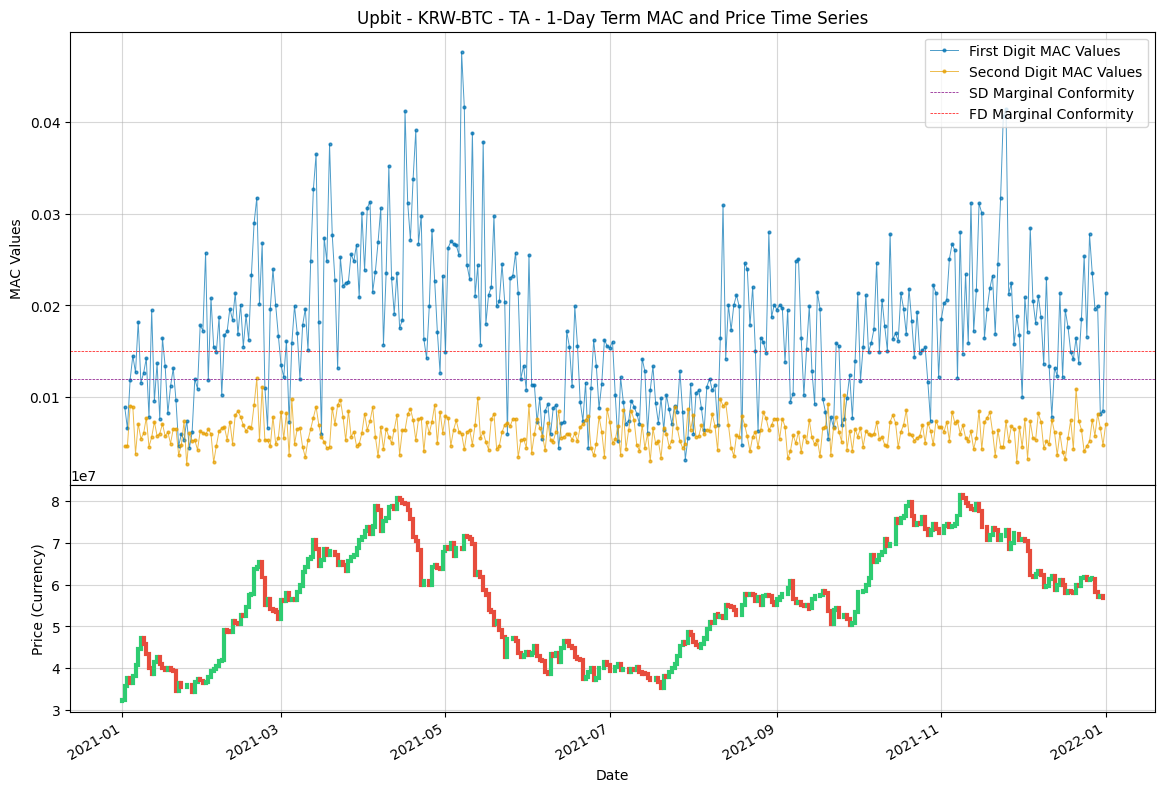 Upbit - KRW-BTC - TA - 1-Day Term MAC and Price Time Series
First Digit MAC Values
Second Digit MAC Values
SD Marginal Conformity
FD Marginal Conformity
MAC Values
0.04
0.03
0.02
0.01
1e7
Price (Currency)
8
7
6
5
4
3
2021-01
2021-03
2021-05
2021-07
2021-09
2021-11
2022-01
Date